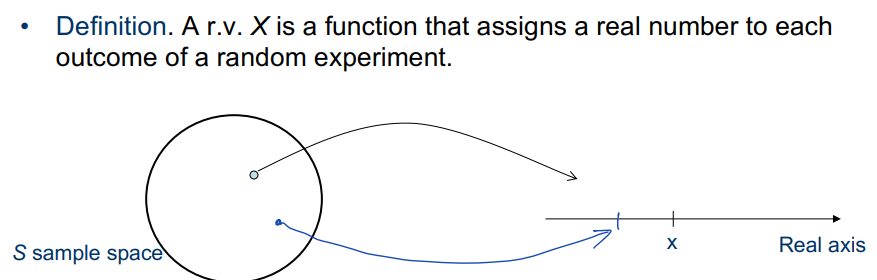 • Definition. A r.v. X is a function that assigns a real number to each
outcome of a random experiment.
S sample space
x
Real axis